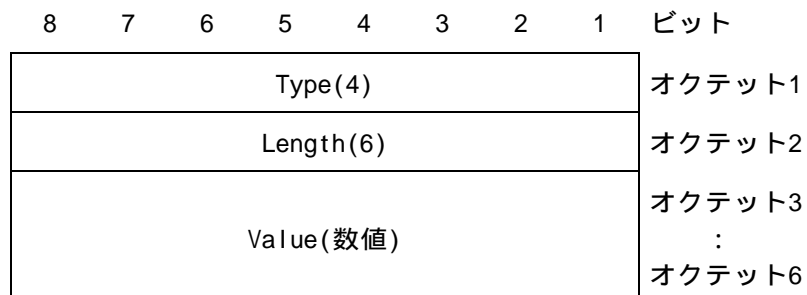 8 7 6 5 4 3 2 1 ビット
Type(4) オクテット1
Length(6) オクテット2
オクテット3
Value(数値) :
オクテット6